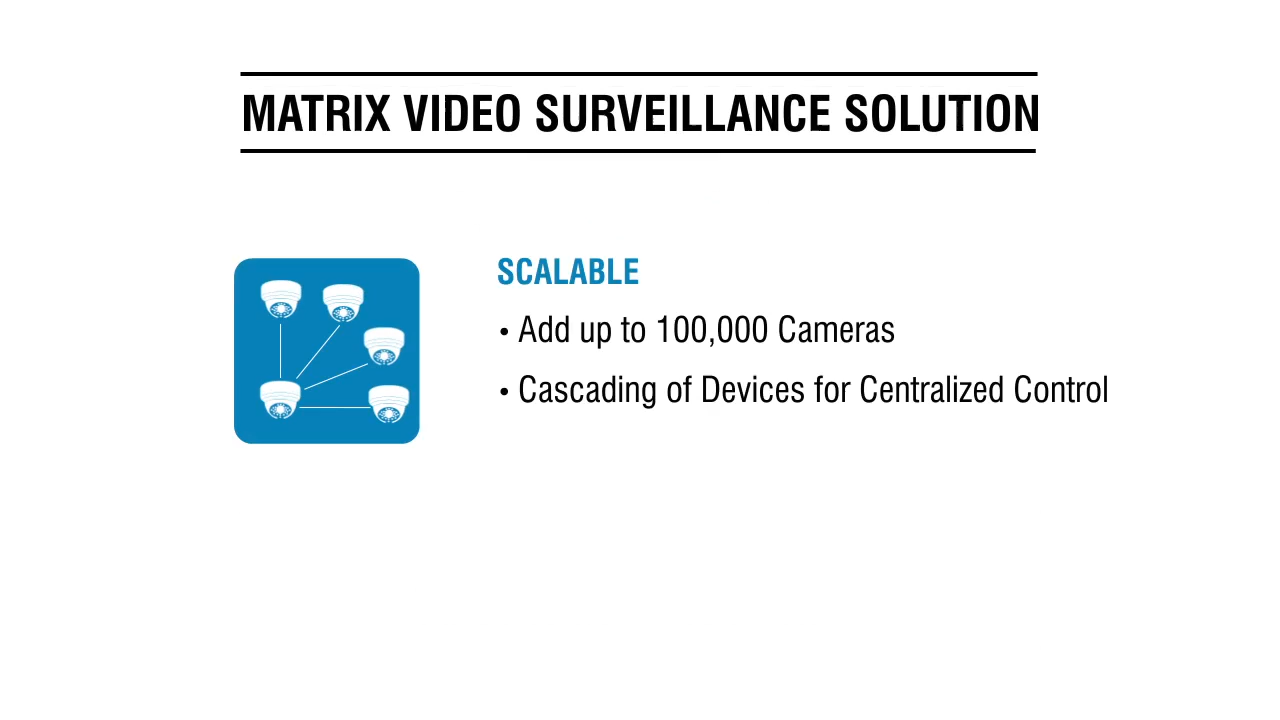 MATRIX VIDEO SURVEILLANCE SOLUTION
SCALABLE
• Add up to 100,000 Cameras
• Cascading of Devices for Centralized Control